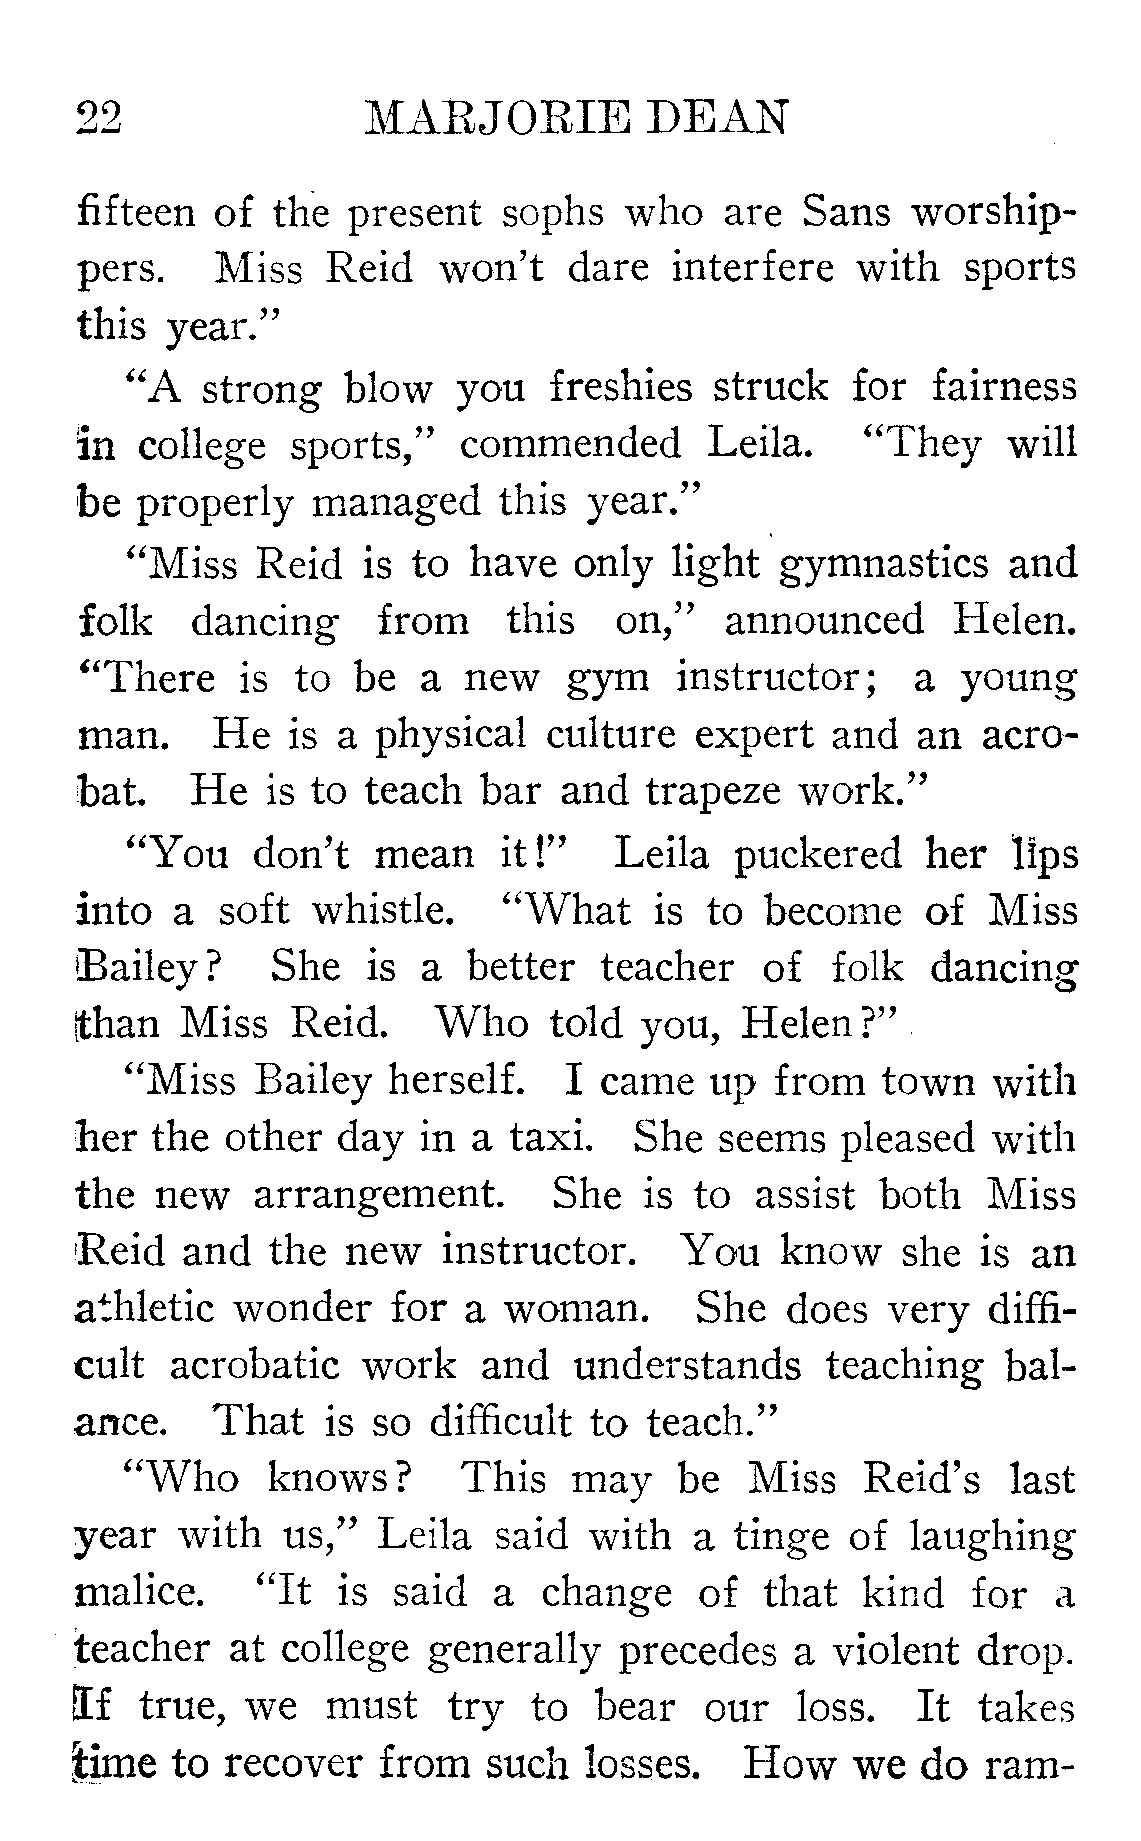 22 MARJORIE DEAN
fifteen of the present sophs who are Sans worship-
pers. Miss Reid won't dare interfere with sports
this year."
"A strong blow you freshies struck for fairness
in college sports," commended Leila. "They will
be properly managed this year."
"Miss Reid is to have only light gymnastics and
folk dancing from this on," announced Helen.
"There is to be a new gym instructor; a young
man. He is a physical culture expert and an acro-
bat. He is to teach bar and trapeze work."
"You don't mean it!" Leila puckered her lips
into a soft whistle. "What is to become of Miss
Bailey? She is a better teacher of folk dancing
than Miss Reid. Who told you, Helen?"
"Miss Bailey herself. I came up from town with
her the other day in a taxi. She seems pleased with
the new arrangement. She is to assist both Miss
Reid and the new instructor. You know she is an
athletic wonder for a woman. She does very diffi-
cult acrobatic work and understands teaching bal-
ance. That is so difficult to teach."
"Who knows? This may be Miss Reid's last
year with us," Leila said with a tinge of laughing
malice. "It is said a change of that kind for a
teacher at college generally precedes a violent drop.
If true, we must try to bear our loss. It takes
time to recover from such losses. How we do ram-